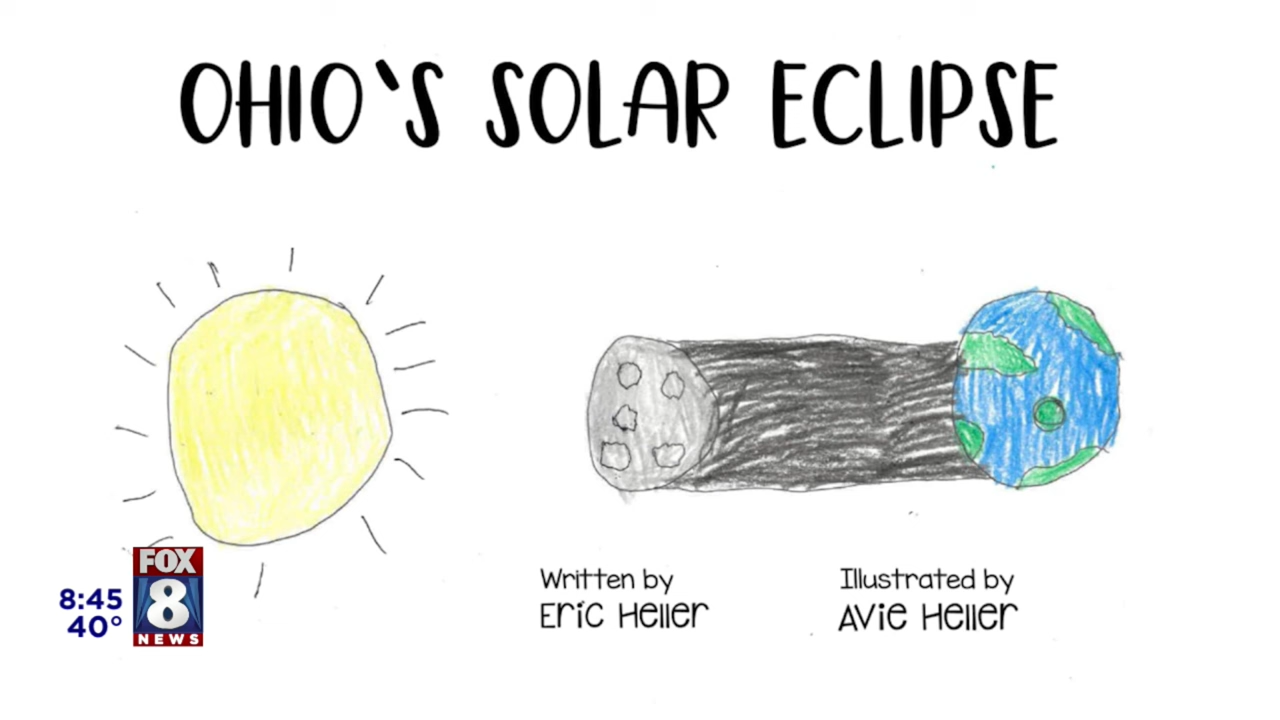 OHIO`S SOLAR ECLIPSE
Written by
Eric Heller
Illustrated by
Avie Heller
8:45
40°
FOX
8
NEWS